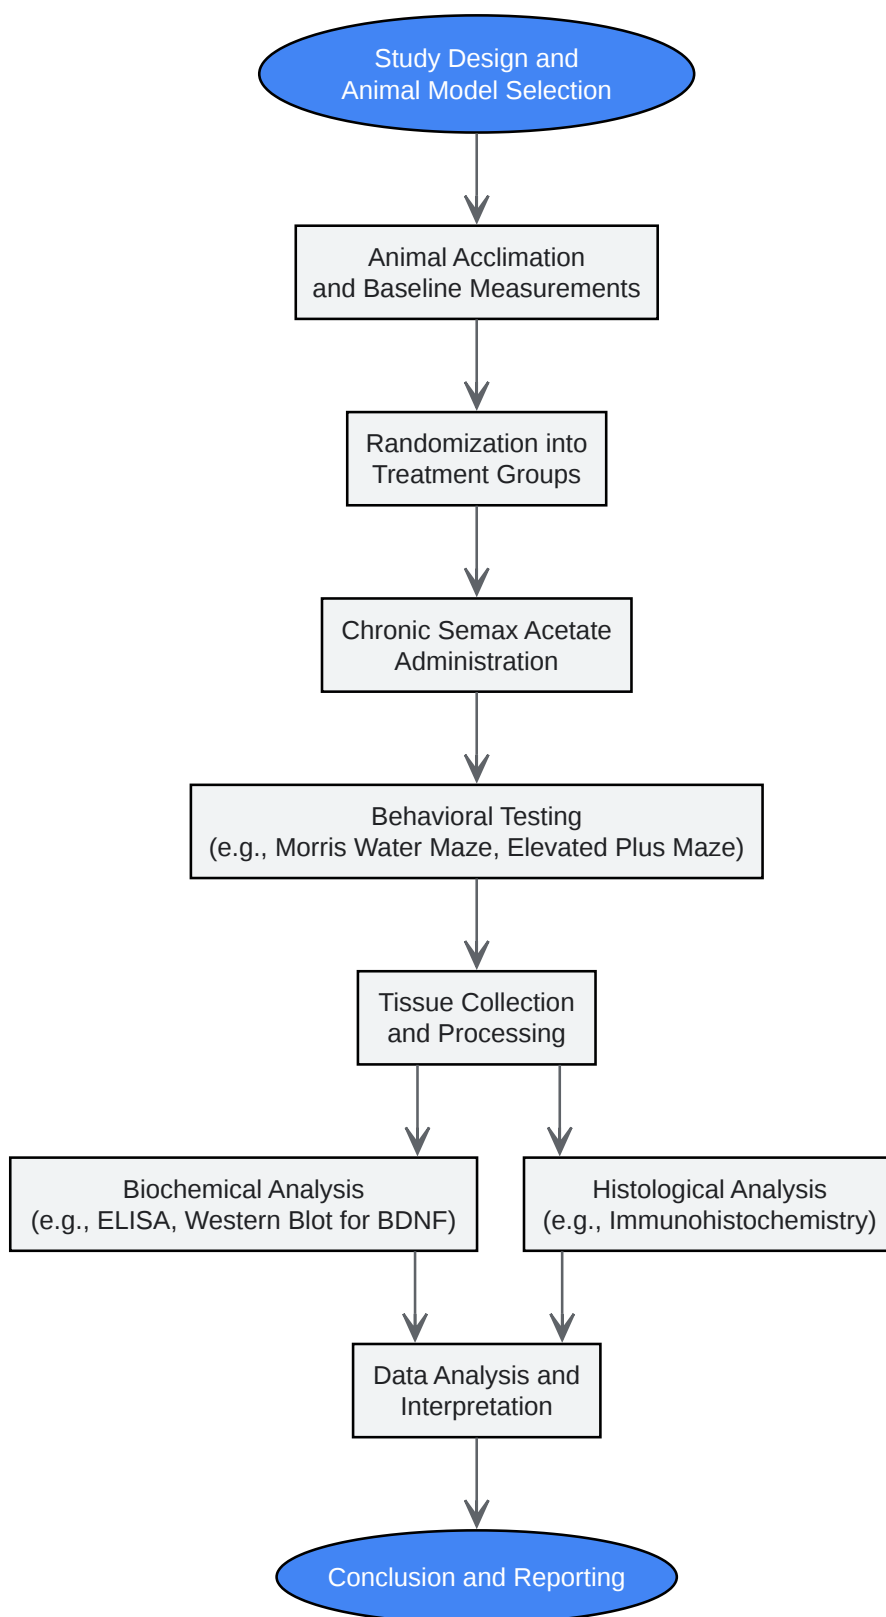 Study Design and
Animal Model Selection
Animal Acclimation
and Baseline Measurements
Randomization into
Treatment Groups
Chronic Semax Acetate
Administration
Behavioral Testing
(e.g., Morris Water Maze, Elevated Plus Maze)
Tissue Collection
and Processing
Biochemical Analysis
(e.g., ELISA, Western Blot for BDNF)
Histological Analysis
(e.g., Immunohistochemistry)
Data Analysis and
Interpretation
Conclusion and Reporting